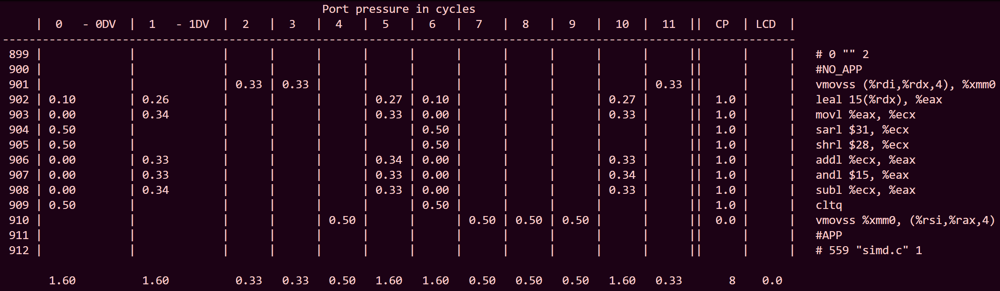 Port pressure in cycles
| 0 - 0DV | 1 - 1DV | 2 | 3 | 4 | 5 | 6 | 7 | 8 | 9 | 10 | 11 || CP | LCD |
-----------------------------------------------------------------------------------------------------------------------
899 | | | | | | | | | | | | || | | # 0 "" 2
900 | | | | | | | | | | | | || | | #NO_APP
901 | | | 0.33 | 0.33 | | | | | | | | 0.33 || | | vmovss (%rdi,%rdx,4), %xmm0
902 | 0.10 | 0.26 | | | | 0.27 | 0.10 | | | | 0.27 | || 1.0 | | leal 15(%rdx), %eax
903 | 0.00 | 0.34 | | | | 0.33 | 0.00 | | | | 0.33 | || 1.0 | | movl %eax, %ecx
904 | 0.50 | | | | | | 0.50 | | | | | || 1.0 | | sarl $31, %ecx
905 | 0.50 | | | | | | 0.50 | | | | | || 1.0 | | shrl $28, %ecx
906 | 0.00 | 0.33 | | | | 0.34 | 0.00 | | | | 0.33 | || 1.0 | | addl %ecx, %eax
907 | 0.00 | 0.33 | | | | 0.33 | 0.00 | | | | 0.34 | || 1.0 | | andl $15, %eax
908 | 0.00 | 0.34 | | | | 0.33 | 0.00 | | | | 0.33 | || 1.0 | | subl %ecx, %eax
909 | 0.50 | | | | | | 0.50 | | | | | || 1.0 | | cltq
910 | | | | | 0.50 | | | 0.50 | 0.50 | 0.50 | | || 0.0 | | vmovss %xmm0, (%rsi,%rax,4)
911 | | | | | | | | | | | | || | | #APP
912 | | | | | | | | | | | | || | | # 559 "simd.c" 1
1.60 1.60 0.33 0.33 0.50 1.60 1.60 0.50 0.50 0.50 1.60 0.33 8 0.0